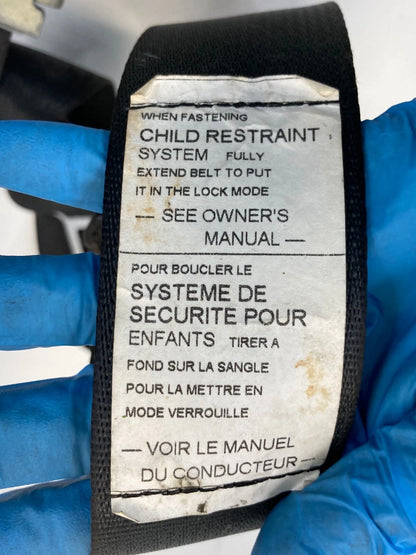 WHEN FASTENING
CHILD RESTRAINT
SYSTEM FULLY
EXTEND BELT TO PUT
IT IN THE LOCK MODE
— SEE OWNER'S
MANUAL —
POUR BOUCLER LE
SYSTEME DE
SECURITE POUR
ENFANTS TIRER A
FOND SUR LA SANGLE
POUR LA METTRE EN
MODE VERROUILLE
— VOIR LE MANUEL
DU CONDUCTEUR —